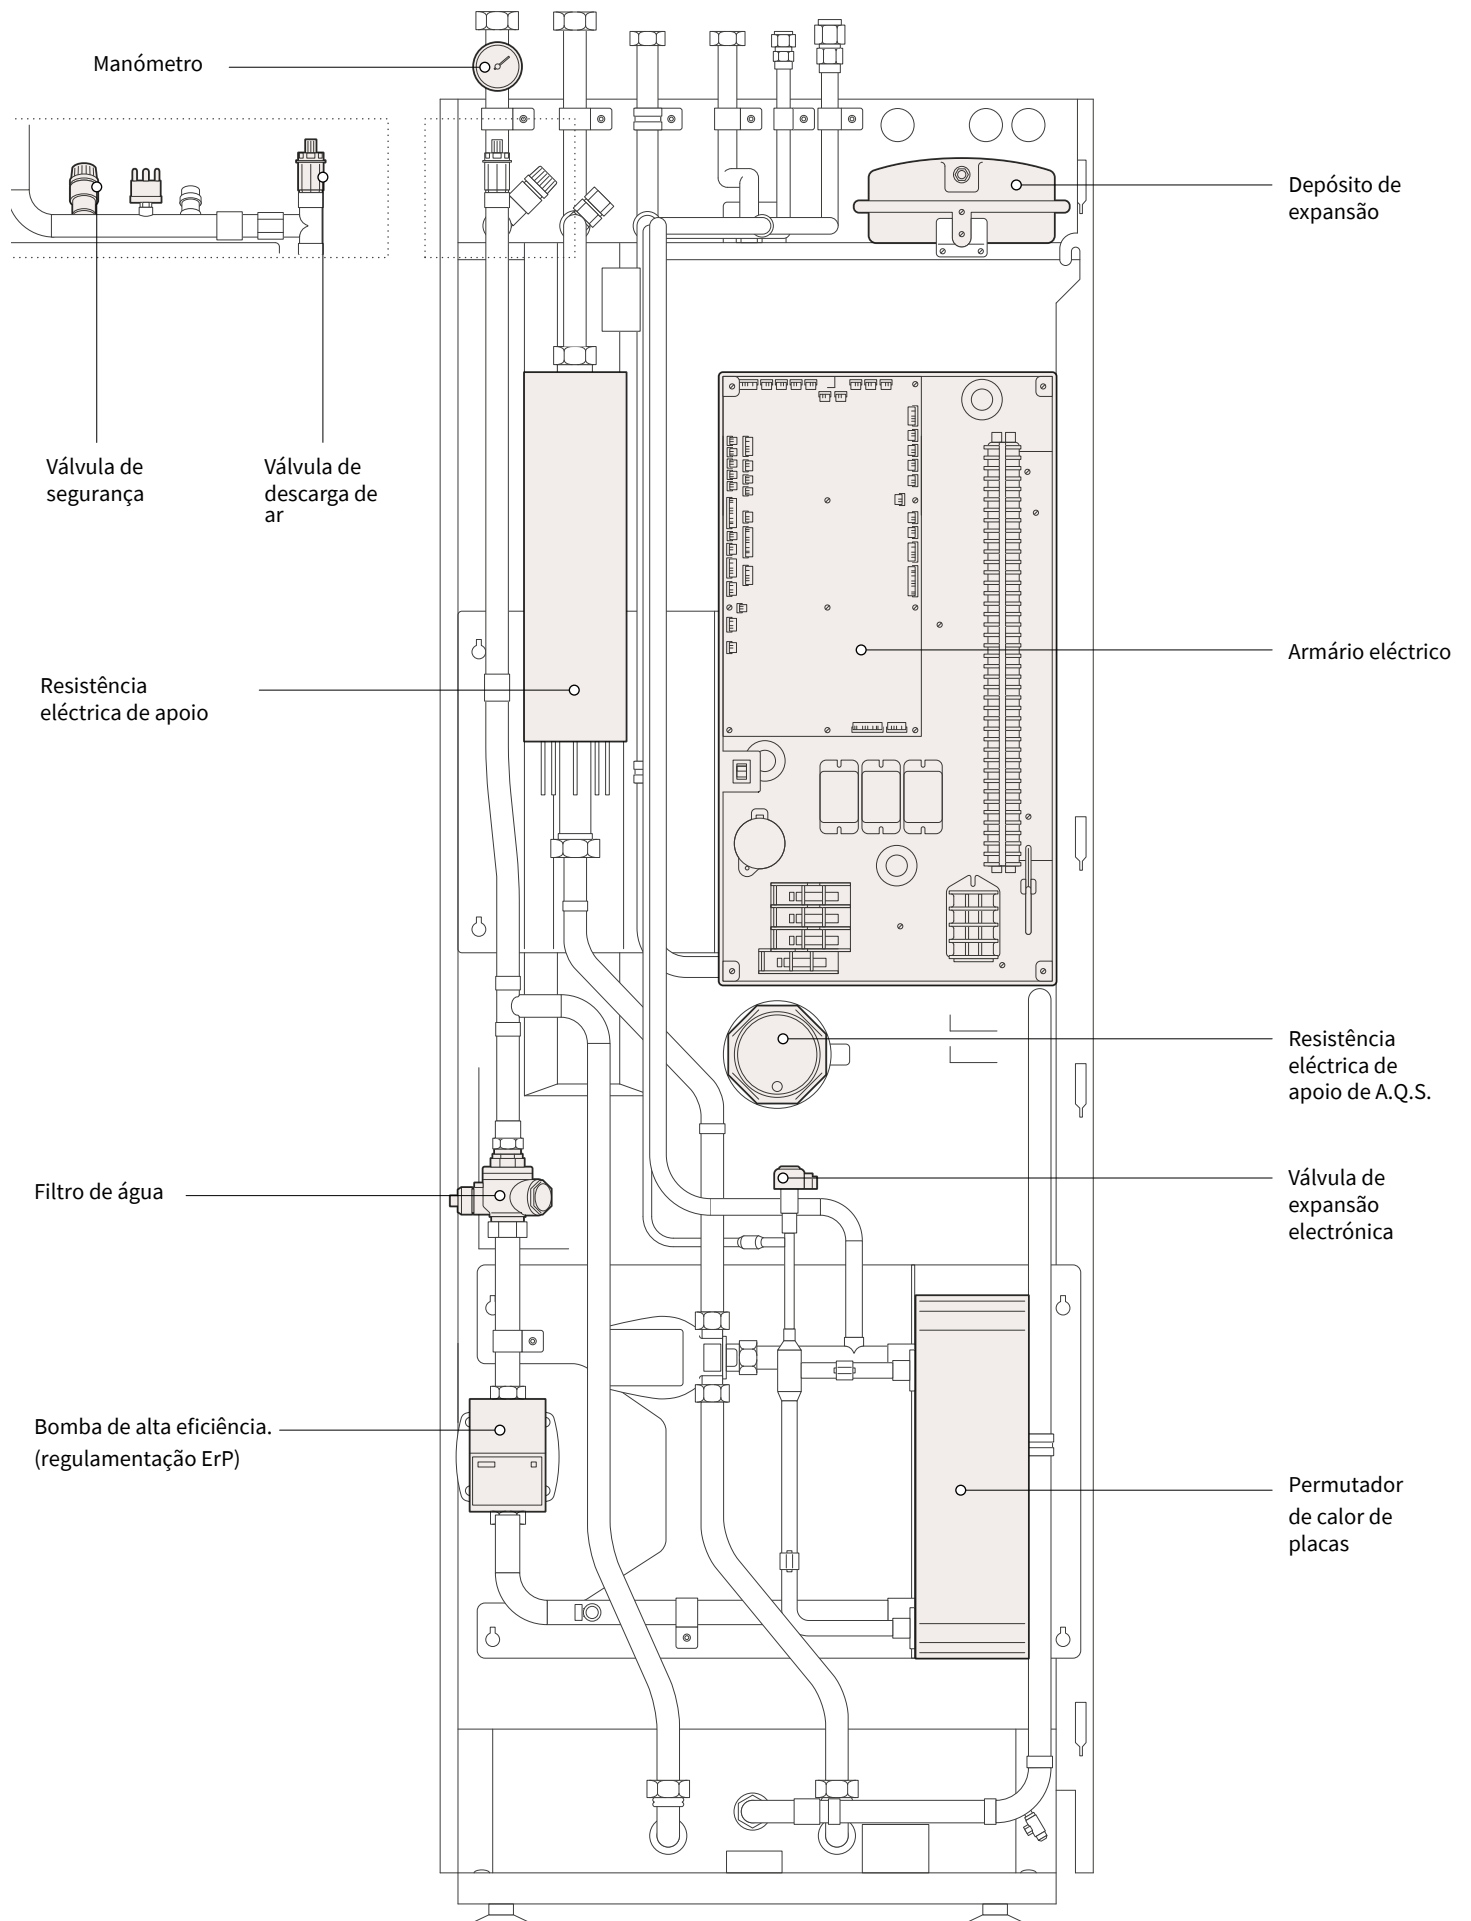 Manómetro
Válvula de
segurança
Válvula de
descarga de
ar
Resistência
eléctrica de apoio
Filtro de água
Bomba de alta eficiência.
(regulamentação ErP)
Depósito de
expansão
Armário eléctrico
Resistência
eléctrica de
apoio de A.Q.S.
Válvula de
expansão
electrónica
Permutador
de calor de
placas